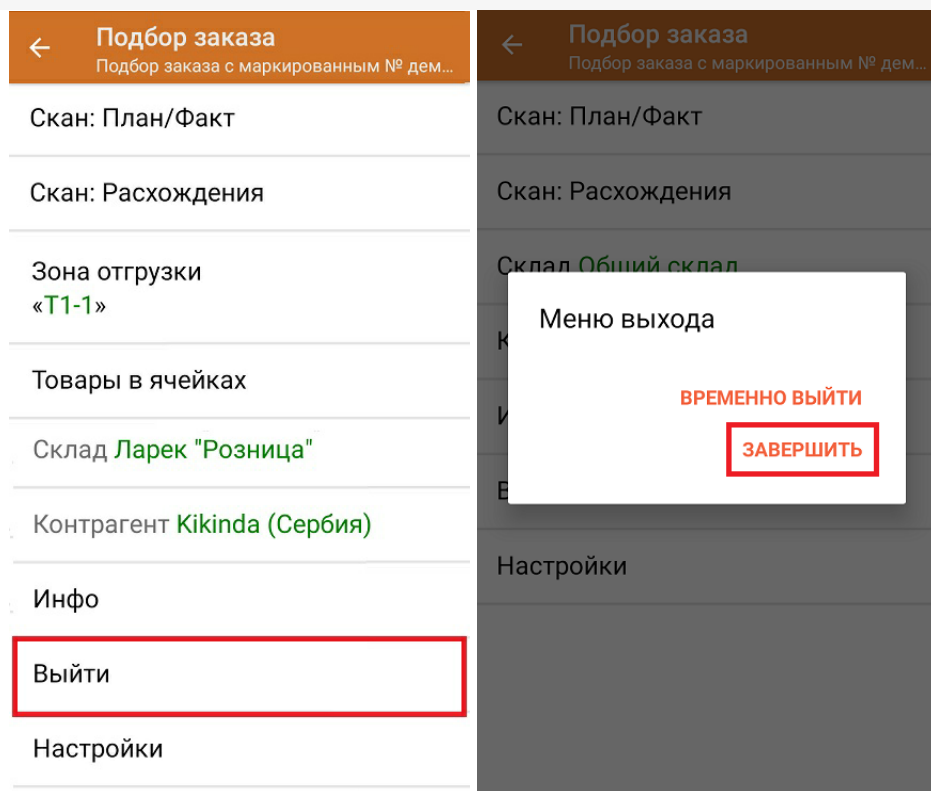 Подбор заказа
Подбор заказа с маркированным № дем...
Скан: План/Факт
Скан: Расхождения
Зона отгрузки
«Т1-1»
Товары в ячейках
Склад Ларек "Розница"
Контрагент Kikinda (Сербия)
Инфо
Выйти
Настройки
Подбор заказа
Подбор заказа с маркированным № дем...
Скан: План/Факт
Скан: Расхождения
Склад Общий склад
К
Меню выхода
ВРЕМЕННО ВЫЙТИ
И
ЗАВЕРШИТЬ
В
Настройки